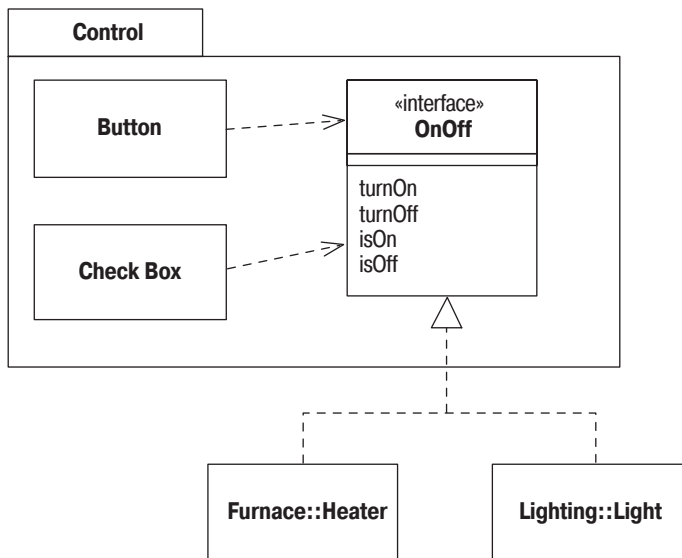 Control
Button
«interface»
OnOff
turnOn
turnOff
isOn
isOff
Check Box
Furnace::Heater
Lighting::Light